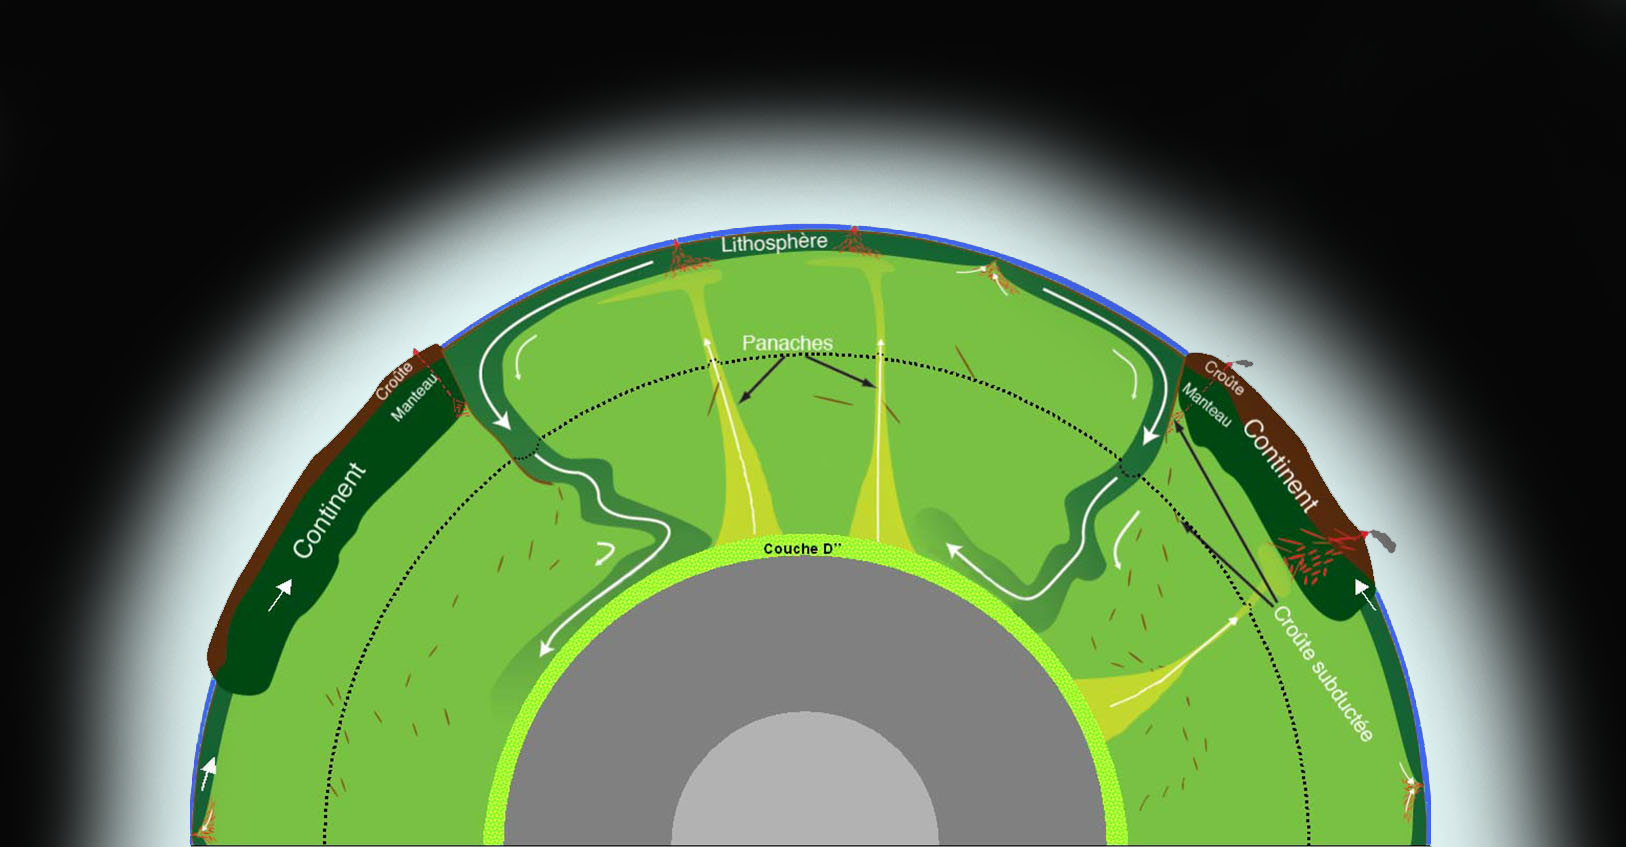 Lithosphère
Panaches
Croûte
Manteau
Continent
Croûte
Manteau
Continent
Couche D''
Croûte subductée